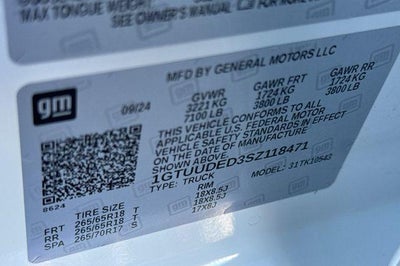 MAX TONGUE WEIGHT
SEE OWNER'S MANUAL FOR MORE
MFD BY GENERAL MOTORS LLC
gm
09/24
GVWR GAWR FRT GAWR RR
3221 KG 1724 KG 1724 KG
7100 LB 3800 LB 3800 LB
THIS VEHICLE CONFORMS TO ALL
APPLICABLE U.S. FEDERAL MOTOR
VEHICLE SAFETY STANDARDS IN EFFECT
ON THE DATE OF MANUFACTURE SHOWN ABOVE
1GTUUDED3SZ118471
TYPE: TRUCK MODEL: 31TK10543
8624
TIRE SIZE RIM
FRT 265/65R18 T 18X8.5J
RR 265/65R18 T 18X8.5J
SPA 265/70R17 S 17X8J